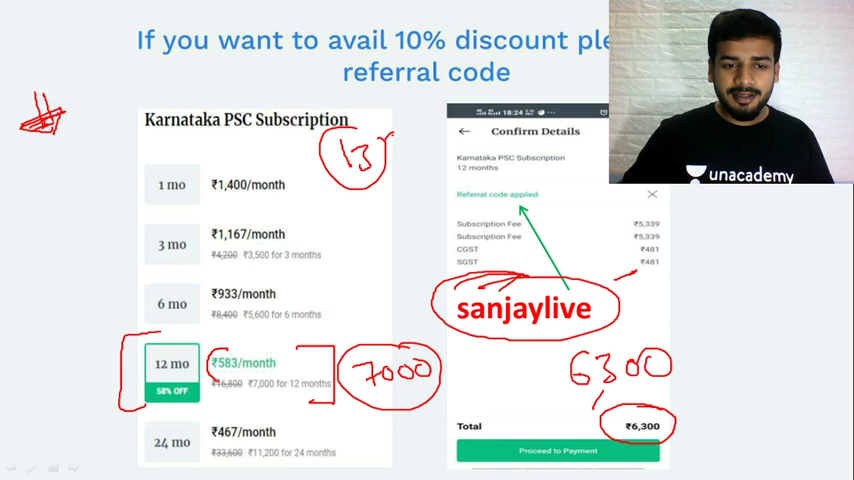 If you want to avail 10% discount
referral code
Karnataka PSC Subscription
13
1 mo
₹1,400/month
3 mo
₹1,167/month
₹4,200 ₹3,500 for 3 months
6 mo
₹933/month
₹8,400 ₹5,600 for 6 months
12 mo
58% OFF
₹583/month
₹16,800 ₹7,000 for 12 months
7000
24 mo
₹467/month
₹33,600 ₹11,200 for 24 months
18:24
Confirm Details
Karnataka PSC Subscription
12 months
Referral code applied
Subscription Fee ₹5,339
Subscription Fee ₹5,339
CGST ₹481
SGST ₹481
sanjaylive
6300
Total ₹6,300
Proceed to Payment
unacademy